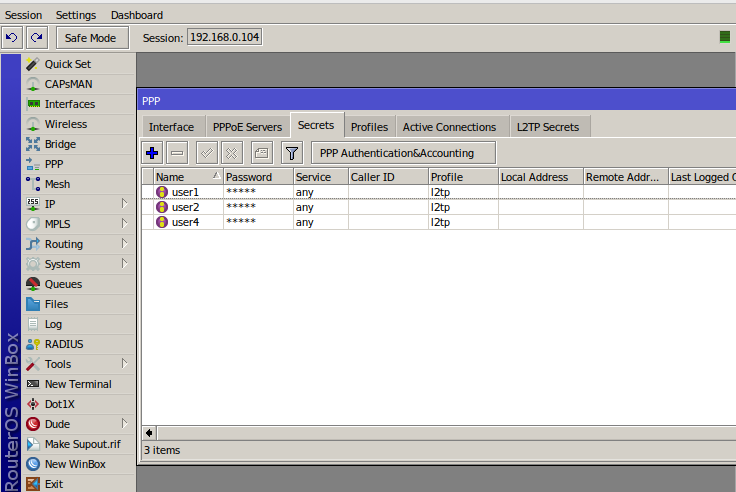 Session Settings Dashboard
Safe Mode Session: 192.168.0.104
Quick Set
CAPsMAN
Interfaces
Wireless
Bridge
PPP
Mesh
IP
MPLS
Routing
System
Queues
Files
Log
RADIUS
Tools
New Terminal
Dot1X
Dude
Make Supout.rif
New WinBox
Exit
RouterOS WinBox
PPP
Interface PPPoE Servers Secrets Profiles Active Connections L2TP Secrets
PPP Authentication&Accounting
Name Password Service Caller ID Profile Local Address Remote Addr... Last Logged
user1 ***** any l2tp
user2 ***** any l2tp
user4 ***** any l2tp
3 items